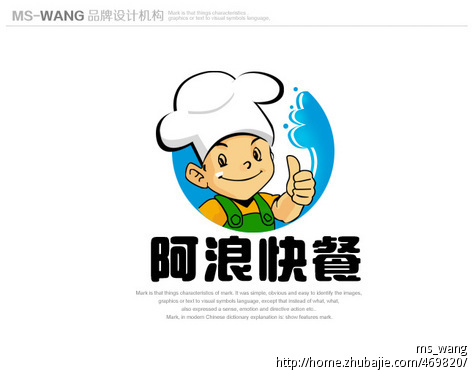 MS-WANG 品牌设计机构
Mark is that things characteristics
graphics or text to visual symbols language,
阿浪快餐
Mark is that things characteristics of mark. It was simple, obvious and easy to identify the images,
graphics or text to visual symbols language, except that instead of what, what,
also expressed a sense, emotion and directive action etc..
Mark, in modern Chinese dictionary explanation is: show features mark.
ms_wang
http://home.zhubajie.com/469820/